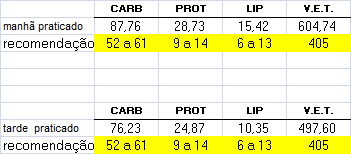 CARB PROT LIP V.E.T.
manhã praticado 87,76 28,73 15,42 604,74
recomendação 52 a 61 9 a 14 6 a 13 405
CARB PROT LIP V.E.T.
tarde praticado 76,23 24,87 10,35 497,60
recomendação 52 a 61 9 a 14 6 a 13 405